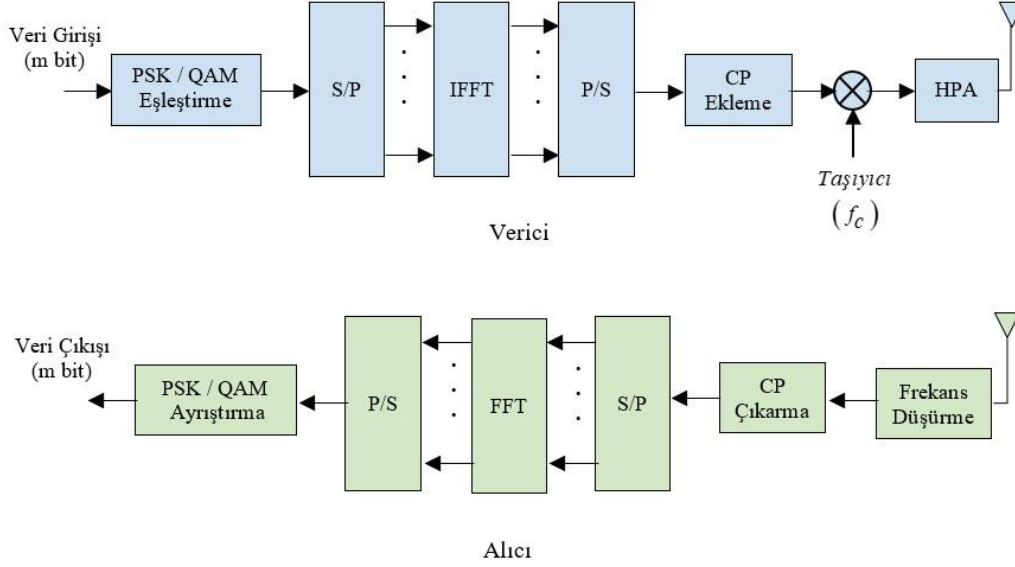 Veri Girişi
(m bit)
PSK / QAM
Eşleştirme
S/P
IFFT
P/S
CP
Ekleme
HPA
Taşıyıcı
(f_c)
Verici
Veri Çıkışı
(m bit)
PSK / QAM
Ayrıştırma
P/S
FFT
S/P
CP
Çıkarma
Frekans
Düşürme
Alıcı